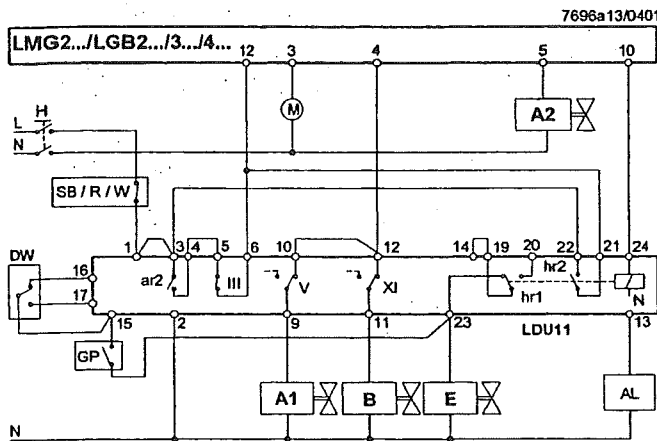 7696a13/0401
LMG2.../LGB2.../3.../4...
12 3 4 5 10
H
M
A2
L
N
SB / R / W
1 3 4 5 6 10 12 14 19 20 22 21 24
DW
16
17
ar2 III V XI hr1 hr2 N
15 2 9 11 23 LDU11 13
GP
A1 B E AL
N